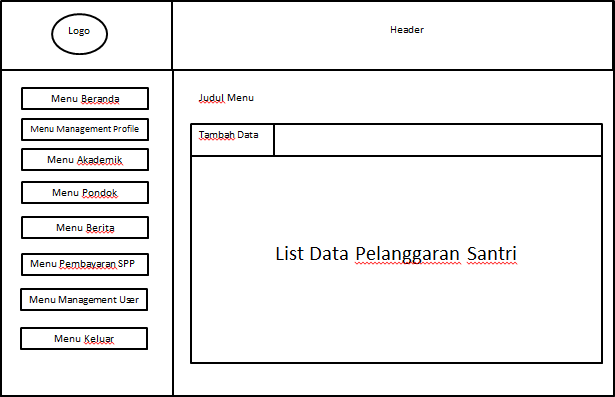 Logo
Header
Menu Beranda
Menu Management Profile
Menu Akademik
Menu Pondok
Menu Berita
Menu Pembayaran SPP
Menu Management User
Menu Keluar
Judul Menu
Tambah Data
List Data Pelanggaran Santri